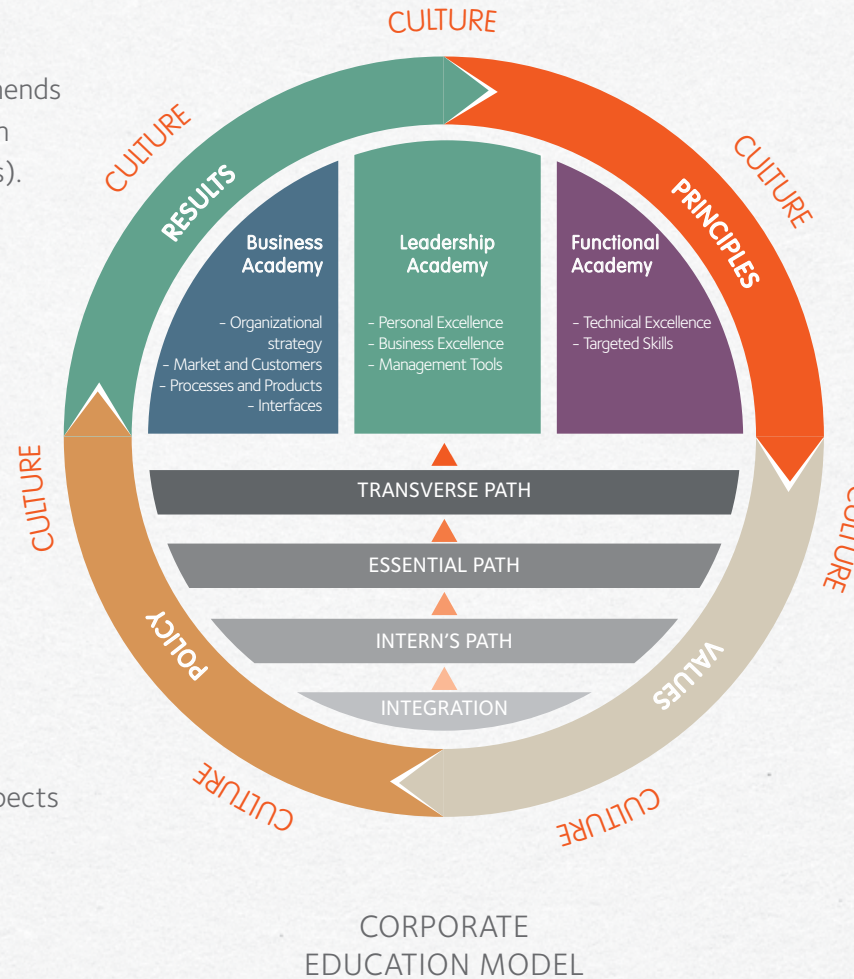 CULTURE
CULTURE
CULTURE
RESULTS
PRINCIPLES
Business
Academy
- Organizational
strategy
- Market and Customers
- Processes and Products
- Interfaces
Leadership
Academy
- Personal Excellence
- Business Excellence
- Management Tools
Functional
Academy
- Technical Excellence
- Targeted Skills
CULTURE
CULTURE
TRANSVERSE PATH
ESSENTIAL PATH
INTERN'S PATH
INTEGRATION
POLICY
VALUES
CULTURE
CULTURE
CORPORATE
EDUCATION MODEL